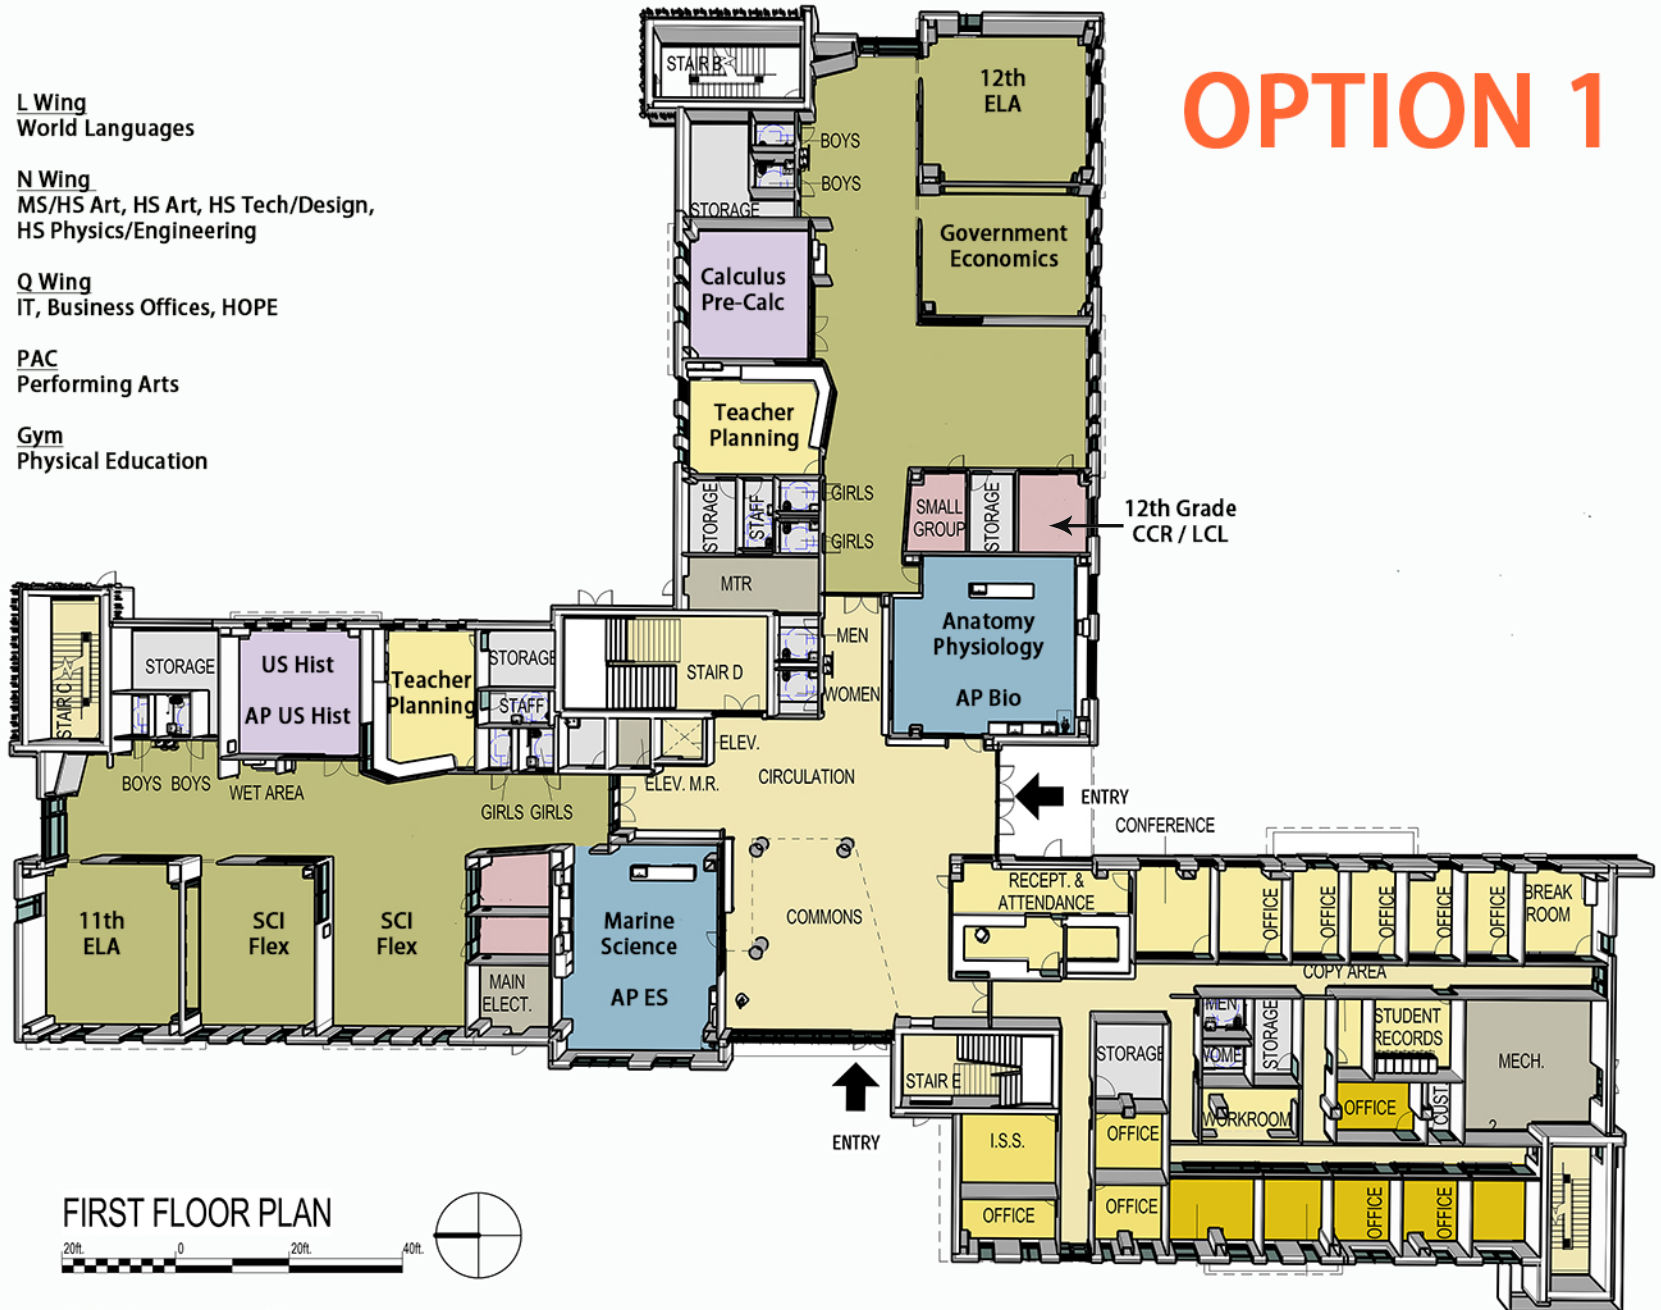 OPTION 1
L Wing
World Languages
N Wing
MS/HS Art, HS Art, HS Tech/Design,
HS Physics/Engineering
Q Wing
IT, Business Offices, HOPE
PAC
Performing Arts
Gym
Physical Education
STAIR B
12th
ELA
BOYS
BOYS
STORAGE
Government
Economics
Calculus
Pre-Calc
Teacher
Planning
STORAGE
STAFF
GIRLS
GIRLS
SMALL
GROUP
STORAGE
12th Grade
CCR / LCL
MTR
Anatomy
Physiology
AP Bio
MEN
WOMEN
STAIR D
STAIR C
STORAGE
US Hist
AP US Hist
Teacher
Planning
STORAGE
STAFF
ELEV.
ELEV. M.R.
CIRCULATION
BOYS
BOYS
WET AREA
GIRLS
GIRLS
ENTRY
CONFERENCE
11th
ELA
SCI
Flex
SCI
Flex
MAIN
ELECT.
Marine
Science
AP ES
COMMONS
RECEPT. &
ATTENDANCE
OFFICE
OFFICE
OFFICE
OFFICE
OFFICE
BREAK
ROOM
COPY AREA
MEN
WOME
STORAGE
STUDENT
RECORDS
MECH.
STORAGE
STAIR E
WORKROOM
OFFICE
CUST
2
ENTRY
I.S.S.
OFFICE
OFFICE
OFFICE
OFFICE
OFFICE
FIRST FLOOR PLAN
20ft.
0
20ft.
40ft.